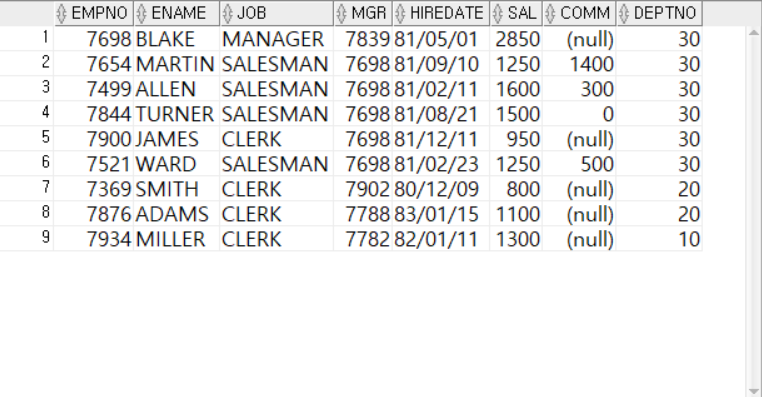 EMPNO ENAME JOB MGR HIREDATE SAL COMM DEPTNO
1 7698 BLAKE MANAGER 7839 81/05/01 2850 (null) 30
2 7654 MARTIN SALESMAN 7698 81/09/10 1250 1400 30
3 7499 ALLEN SALESMAN 7698 81/02/11 1600 300 30
4 7844 TURNER SALESMAN 7698 81/08/21 1500 0 30
5 7900 JAMES CLERK 7698 81/12/11 950 (null) 30
6 7521 WARD SALESMAN 7698 81/02/23 1250 500 30
7 7369 SMITH CLERK 7902 80/12/09 800 (null) 20
8 7876 ADAMS CLERK 7788 83/01/15 1100 (null) 20
9 7934 MILLER CLERK 7782 82/01/11 1300 (null) 10